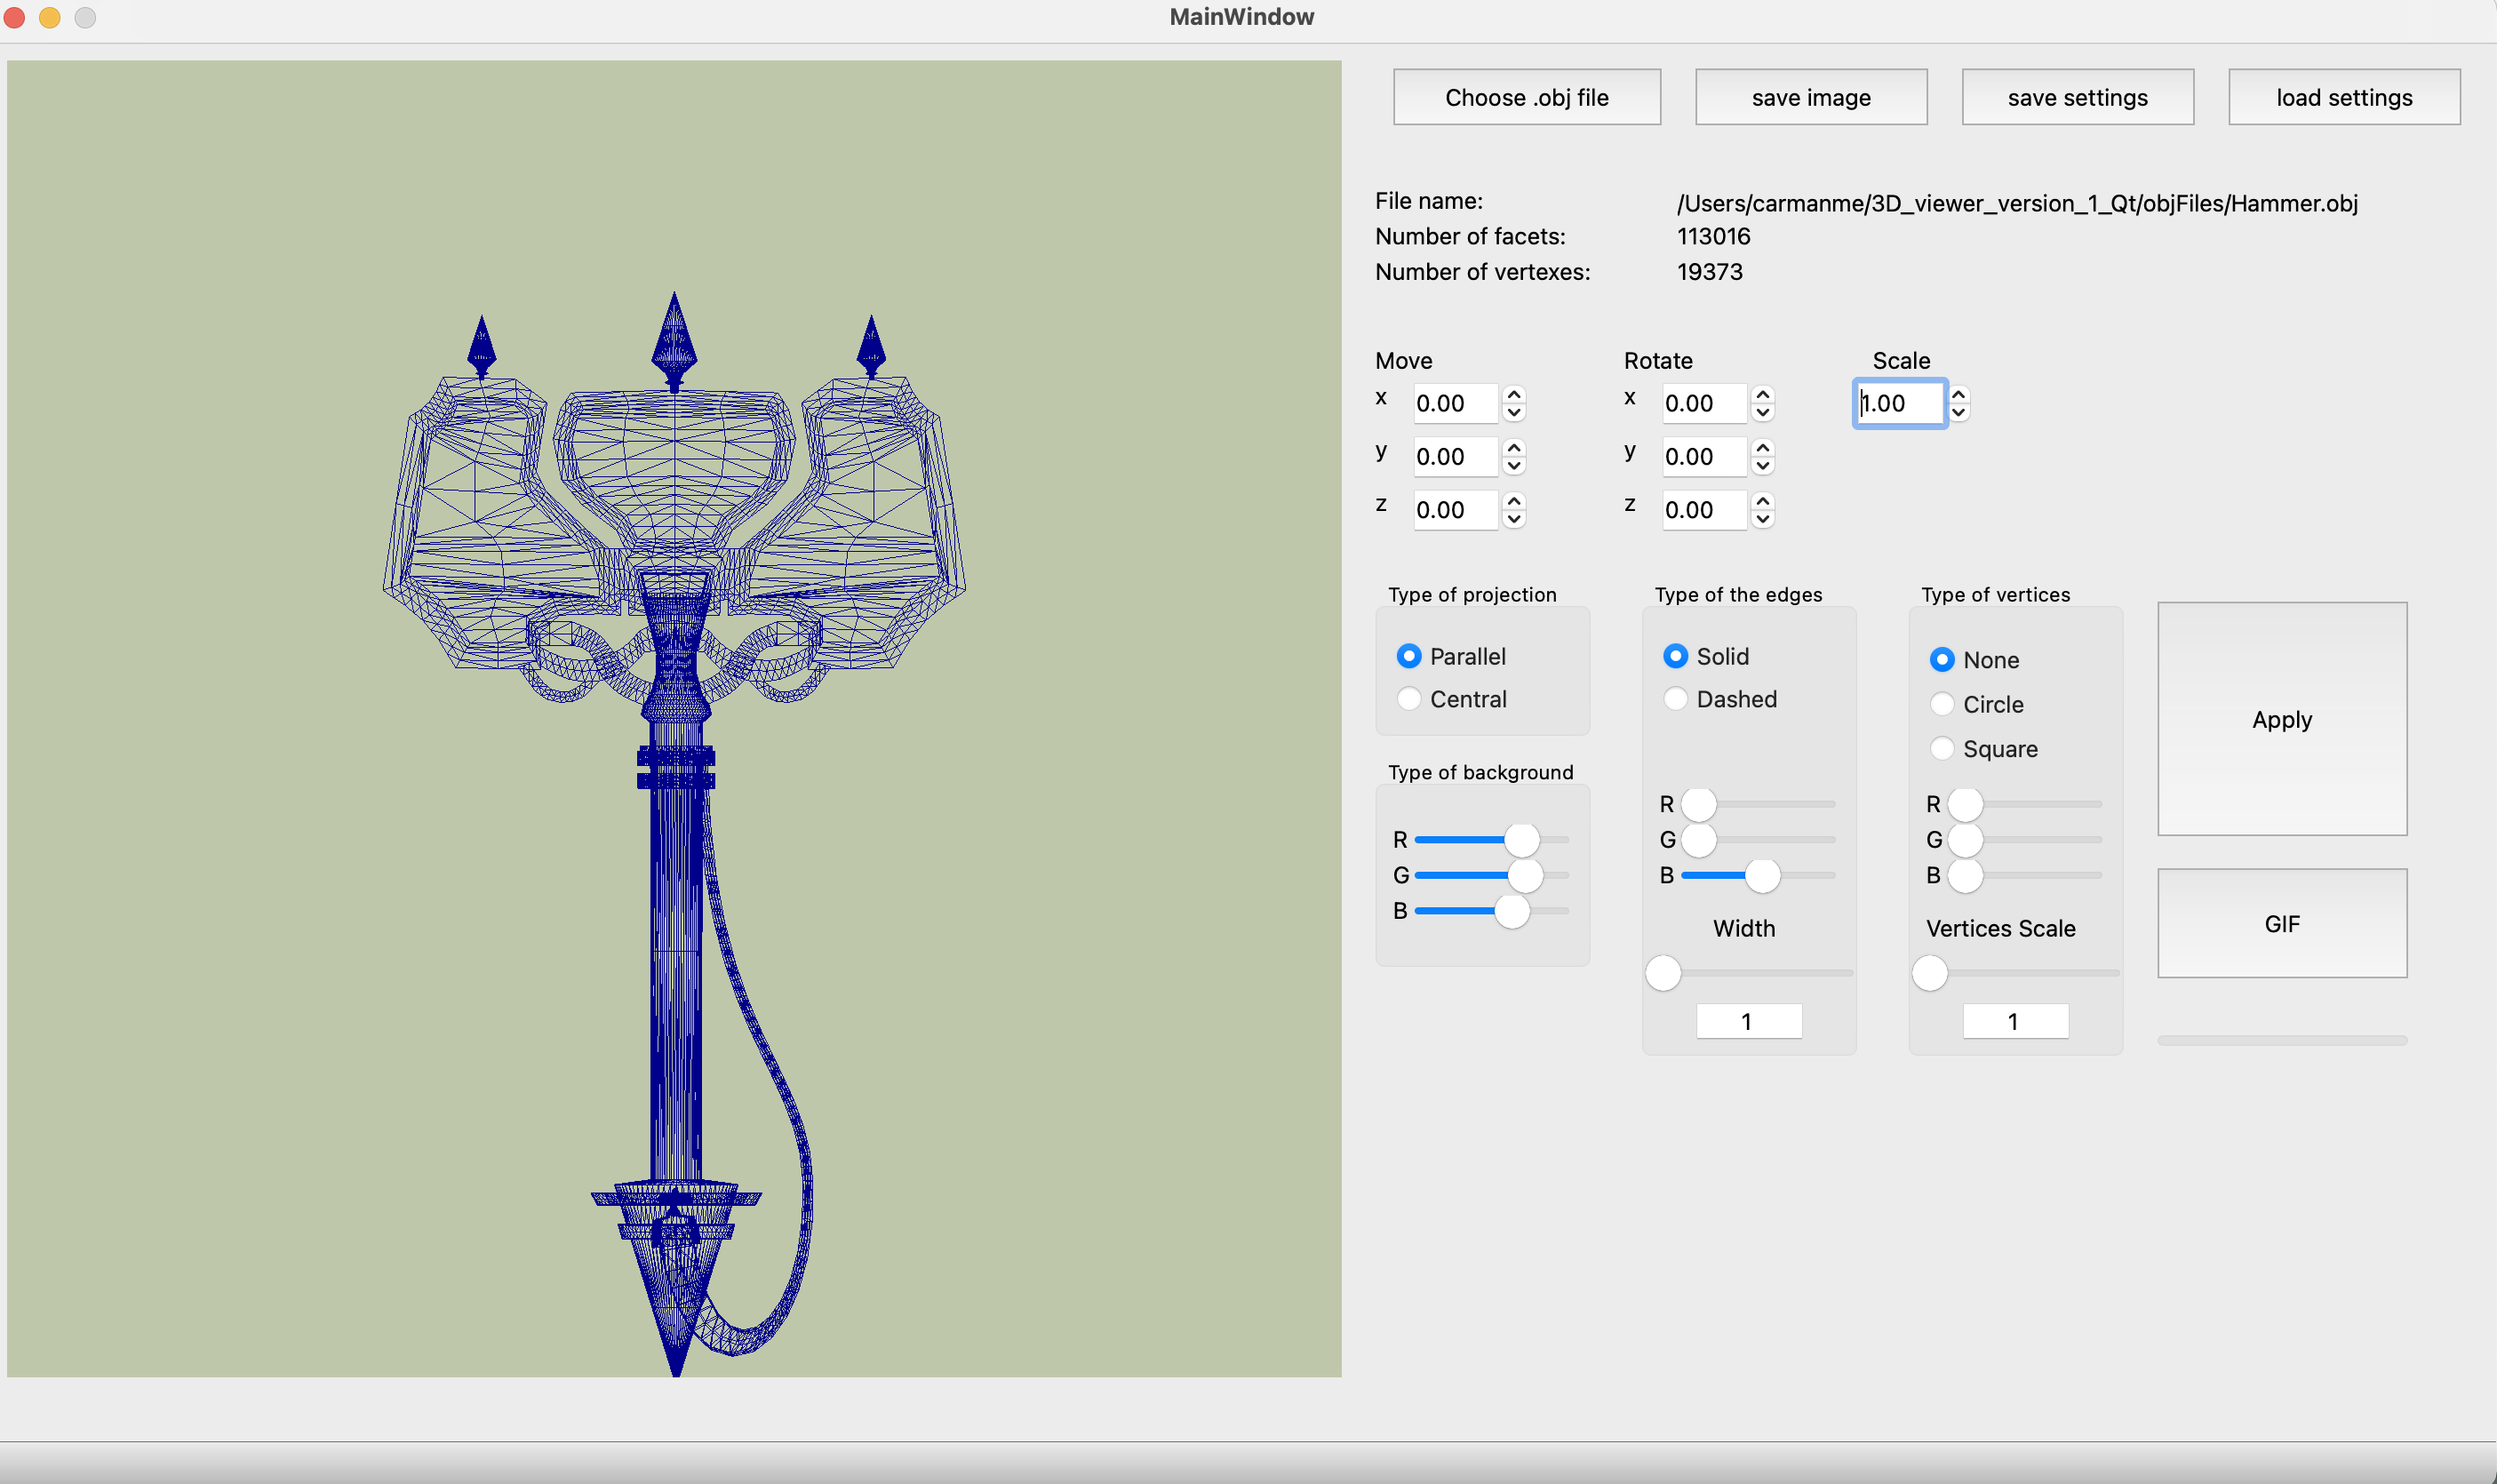 MainWindow
Choose .obj file save image save settings load settings
File name: /Users/carmanme/3D_viewer_version_1_Qt/objFiles/Hammer.obj
Number of facets: 113016
Number of vertexes: 19373
Move Rotate Scale
x 0.00 x 0.00 1.00
y 0.00 y 0.00
z 0.00 z 0.00
Type of projection Type of the edges Type of vertices
Parallel Solid None
Central Dashed Circle
Apply
Square
Type of background
R R
R G G
G B B
B
Width Vertices Scale GIF
1 1